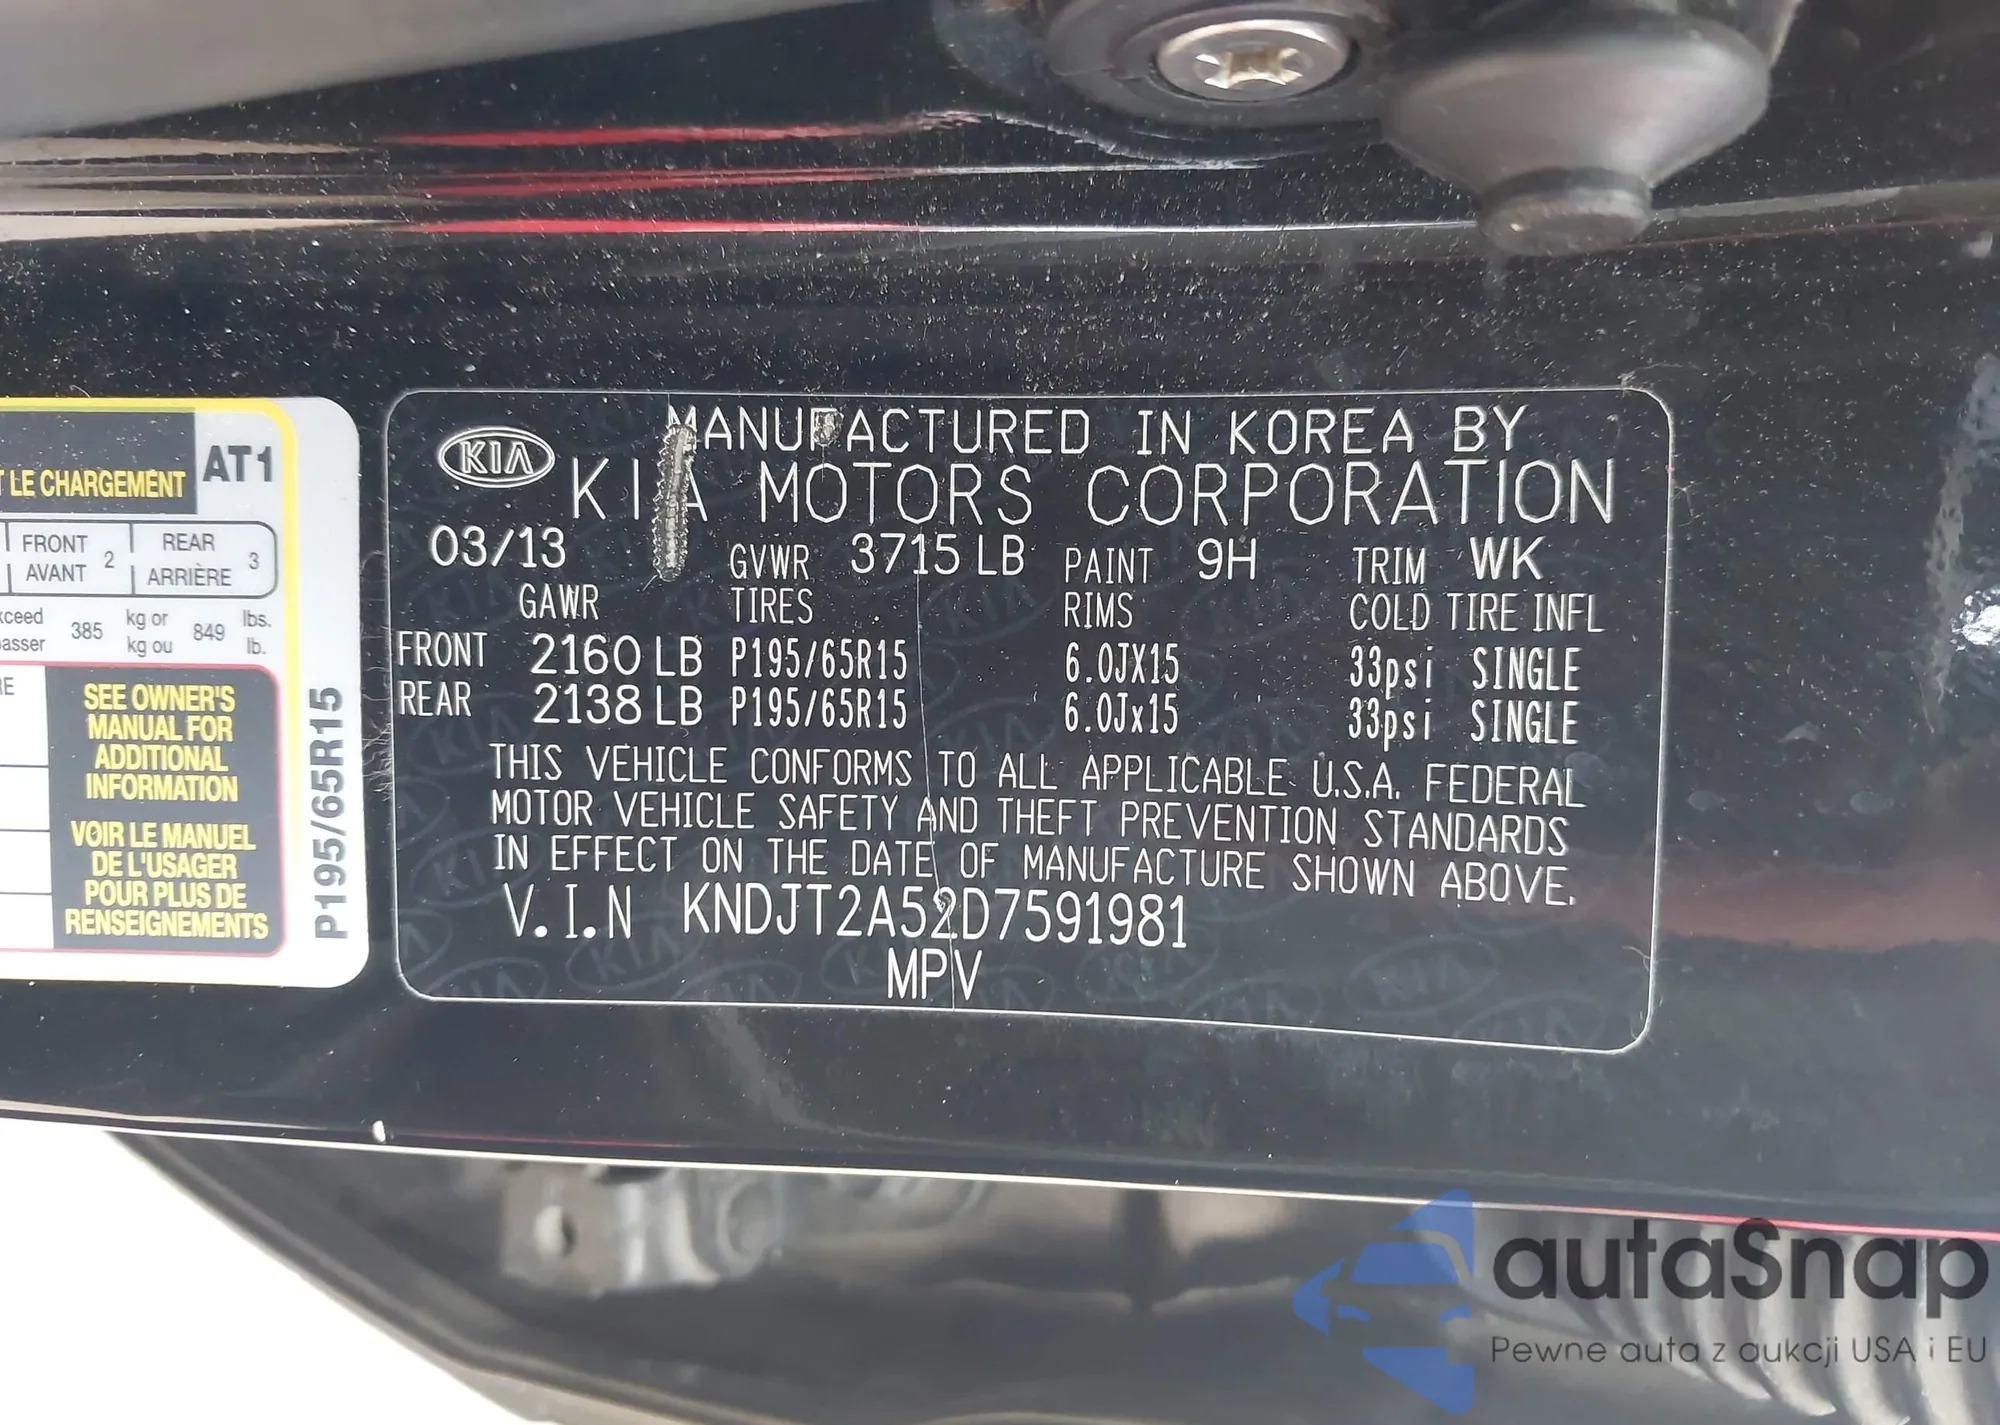 T LE CHARGEMENT
AT1
FRONT
AVANT
2
REAR
ARRIÈRE
3
385
kg or
kg ou
849
lbs.
lb.
SEE OWNER'S
MANUAL FOR
ADDITIONAL
INFORMATION
VOIR LE MANUEL
DE L'USAGER
POUR PLUS DE
RENSEIGNEMENTS
P195/65R15
KIA
MANUFACTURED IN KOREA BY
KIA MOTORS CORPORATION
03/13 GVWR 3715 LB PAINT 9H TRIM WK
GAWR TIRES RIMS COLD TIRE INFL
FRONT 2160 LB P195/65R15 6.0JX15 33psi SINGLE
REAR 2138 LB P195/65R15 6.0Jx15 33psi SINGLE
THIS VEHICLE CONFORMS TO ALL APPLICABLE U.S.A. FEDERAL
MOTOR VEHICLE SAFETY AND THEFT PREVENTION STANDARDS
IN EFFECT ON THE DATE OF MANUFACTURE SHOWN ABOVE.
V.I.N KNDJT2A52D7591981
MPV
autaSnap
Pewne auta z aukcji USA i EU